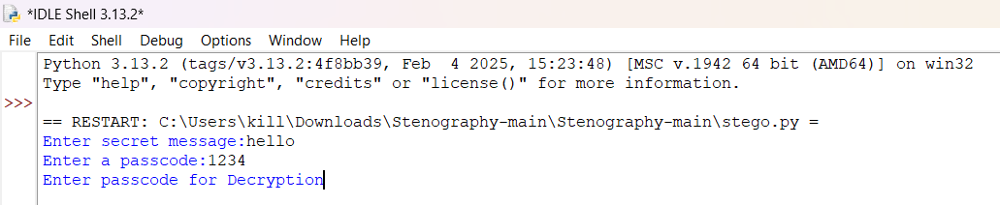 *IDLE Shell 3.13.2*
File Edit Shell Debug Options Window Help
Python 3.13.2 (tags/v3.13.2:4f8bb39, Feb  4 2025, 15:23:48) [MSC v.1942 64 bit (AMD64)] on win32
Type "help", "copyright", "credits" or "license()" for more information.
>>>
== RESTART: C:\Users\kill\Downloads\Stenography-main\Stenography-main\stego.py =
Enter secret message:hello
Enter a passcode:1234
Enter passcode for Decryption